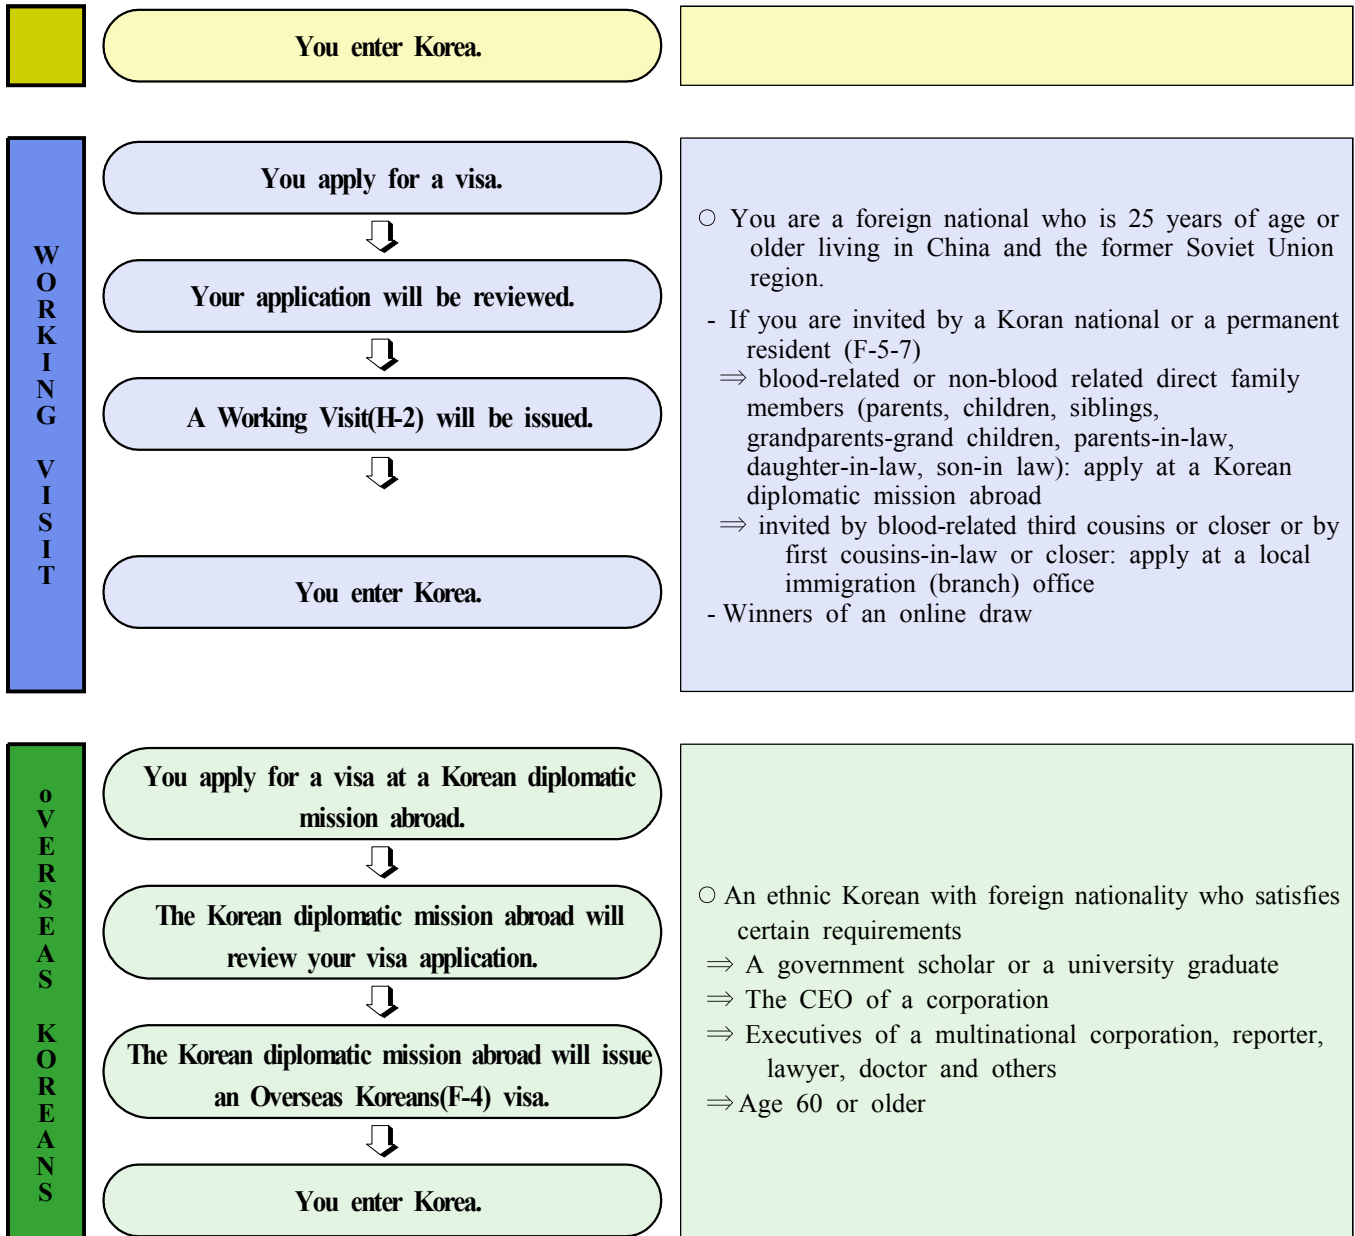 You enter Korea.
WORKING VISIT
You apply for a visa.
Your application will be reviewed.
A Working Visit(H-2) will be issued.
You enter Korea.
○ You are a foreign national who is 25 years of age or
older living in China and the former Soviet Union
region.
- If you are invited by a Koran national or a permanent
resident (F-5-7)
⇒ blood-related or non-blood related direct family
members (parents, children, siblings,
grandparents-grand children, parents-in-law,
daughter-in-law, son-in law): apply at a Korean
diplomatic mission abroad
⇒ invited by blood-related third cousins or closer or by
first cousins-in-law or closer: apply at a local
immigration (branch) office
- Winners of an online draw
oVERSEAS KOREANS
You apply for a visa at a Korean diplomatic
mission abroad.
The Korean diplomatic mission abroad will
review your visa application.
The Korean diplomatic mission abroad will issue
an Overseas Koreans(F-4) visa.
You enter Korea.
○ An ethnic Korean with foreign nationality who satisfies
certain requirements
⇒ A government scholar or a university graduate
⇒ The CEO of a corporation
⇒ Executives of a multinational corporation, reporter,
lawyer, doctor and others
⇒ Age 60 or older